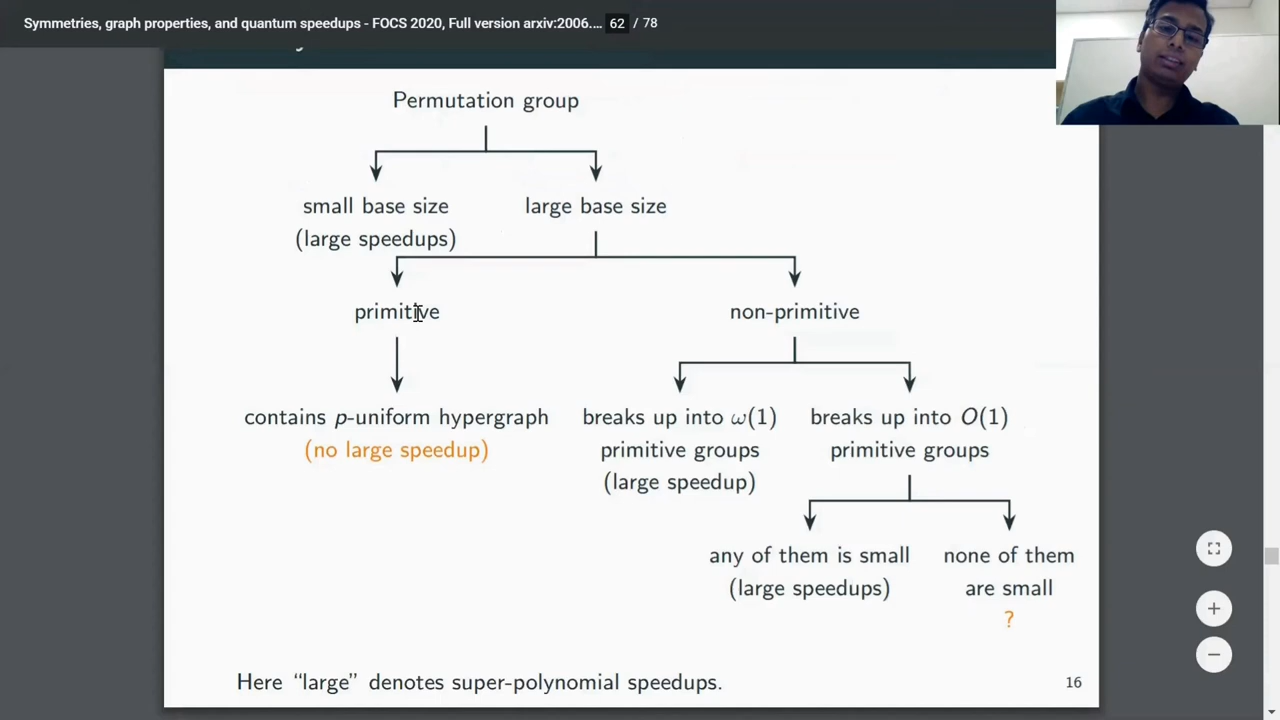 Symmetries, graph properties, and quantum speedups - FOCS 2020, Full version arxiv:2006.... 62 / 78
Permutation group
small base size
(large speedups)
large base size
primitive
non-primitive
contains p-uniform hypergraph
(no large speedup)
breaks up into ω(1)
primitive groups
(large speedup)
breaks up into O(1)
primitive groups
any of them is small
(large speedups)
none of them
are small
?
Here “large” denotes super-polynomial speedups.
16